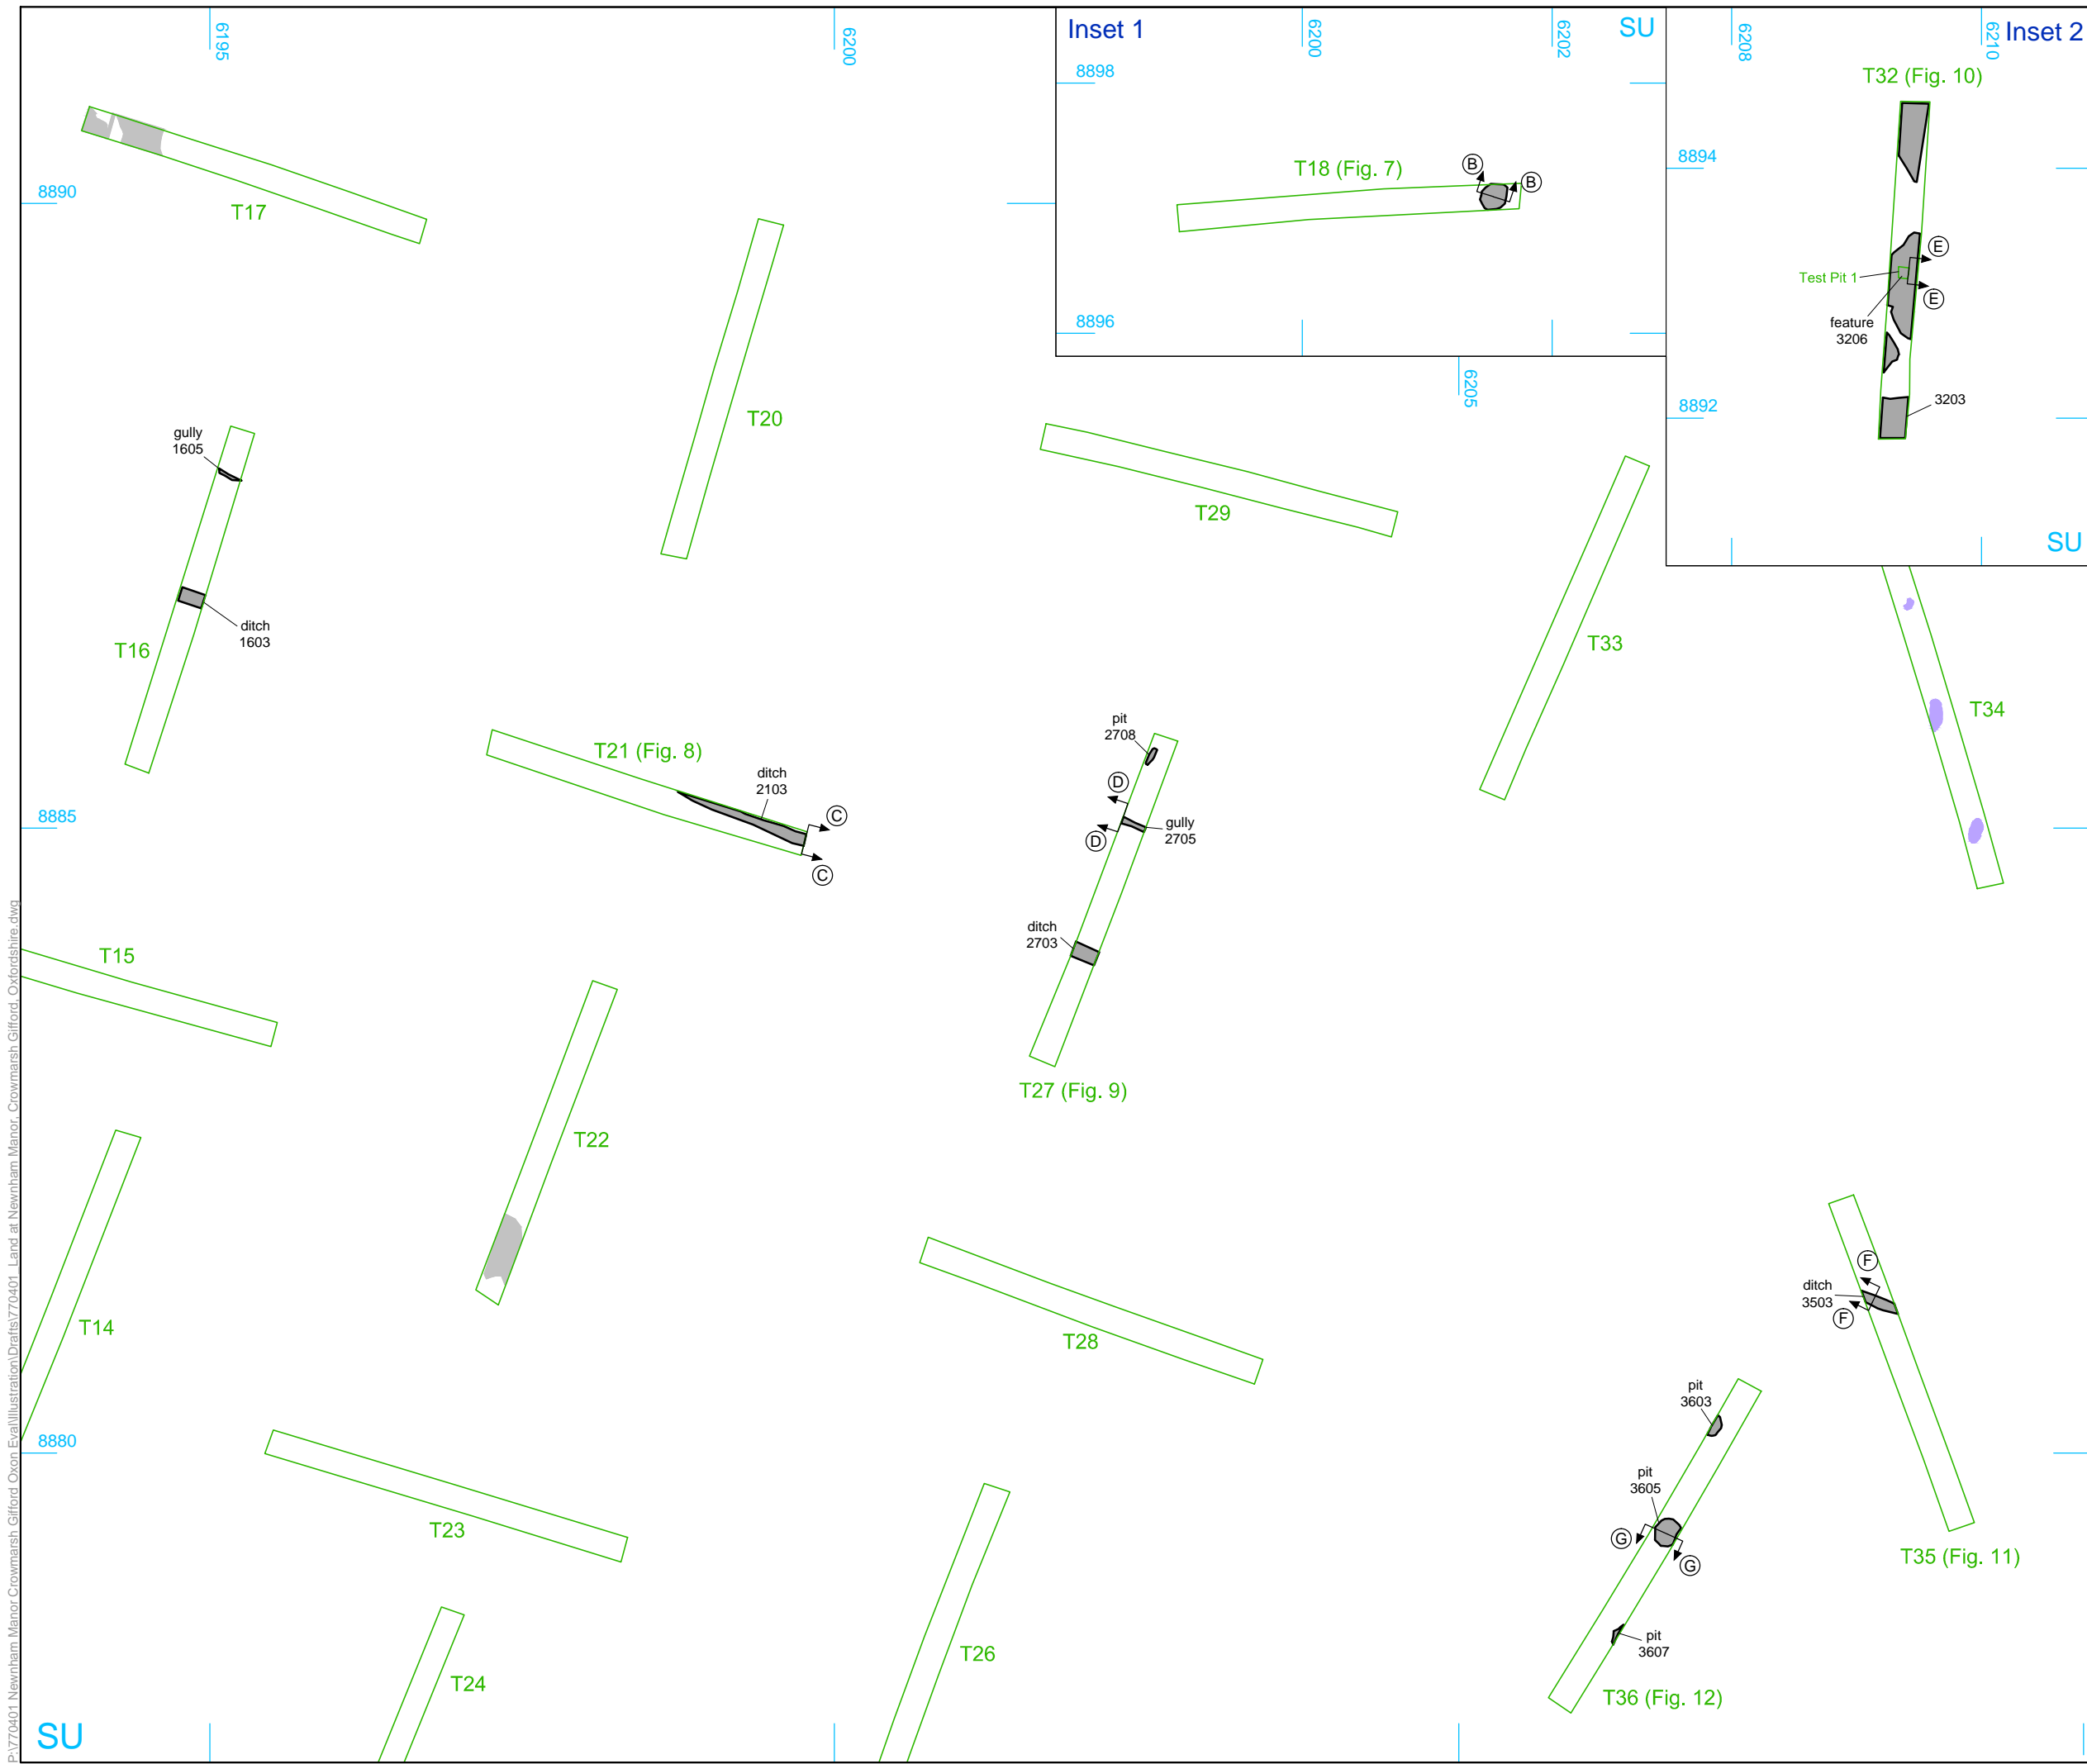 6195
6200
Inset 1
6200
6202
SU
6208
6210
Inset 2
8898
T32 (Fig. 10)
8890
T17
T18 (Fig. 7)
B
B
8894
E
Test Pit 1
E
feature
3206
8896
6205
3203
8892
T20
gully
1605
T29
SU
ditch
1603
T16
T33
T34
pit
2708
T21 (Fig. 8)
ditch
2103
D
C
8885
gully
2705
D
C
ditch
2703
T15
T27 (Fig. 9)
T22
F
ditch
3503
F
T14
T28
pit
3603
8880
pit
3605
T23
G
G
T35 (Fig. 11)
pit
3607
T26
T24
T36 (Fig. 12)
SU
P:\770401 Newnham Manor Crowmarsh Gifford Oxon Eval\Illustration\Drafts\770401_Land at Newnham Manor, Crowmarsh Gifford, Oxfordshire.dwg